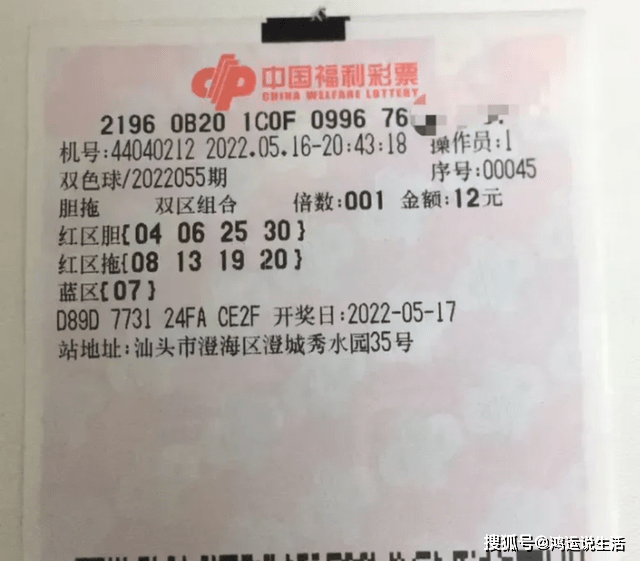 中国福利彩票
CHINA WELFARE LOTTERY
2196 0B20 1C0F 0996 76
机号:44040212 2022.05.16-20:43:18 操作员:1
双色球/2022055期 序号:00045
胆拖 双区组合 倍数:001 金额:12元
红区胆{04 06 25 30}
红区拖{08 13 19 20}
蓝区{07}
D89D 7731 24FA CE2F 开奖日:2022-05-17
站地址:汕头市澄海区澄城秀水园35号
搜狐号@鸿运说生活